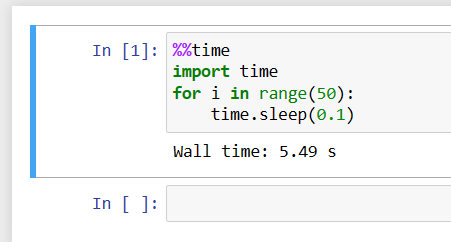 In [1]: %%time
import time
for i in range(50):
    time.sleep(0.1)
Wall time: 5.49 s
In [ ]: